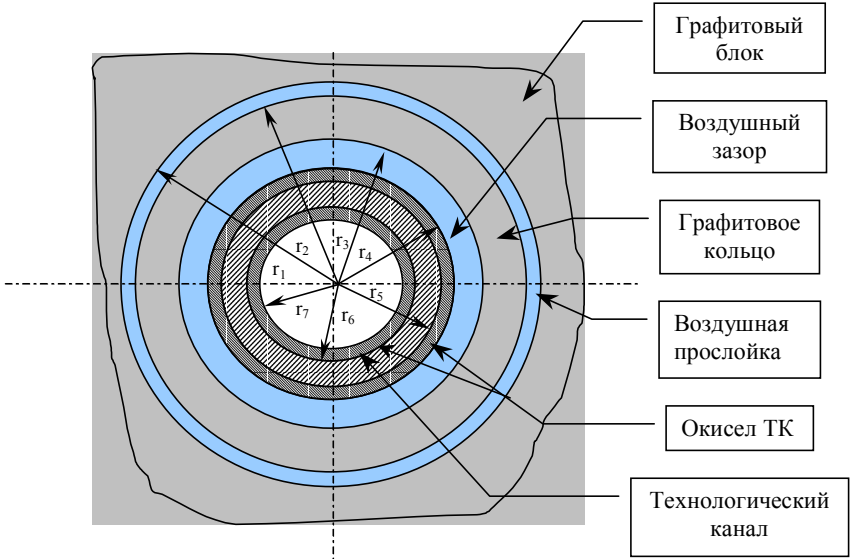 Графитовый
блок
Воздушный
зазор
Графитовое
кольцо
Воздушная
прослойка
Окисел ТК
Технологический
канал
r₁
r₂
r₃
r₄
r₅
r₆
r₇